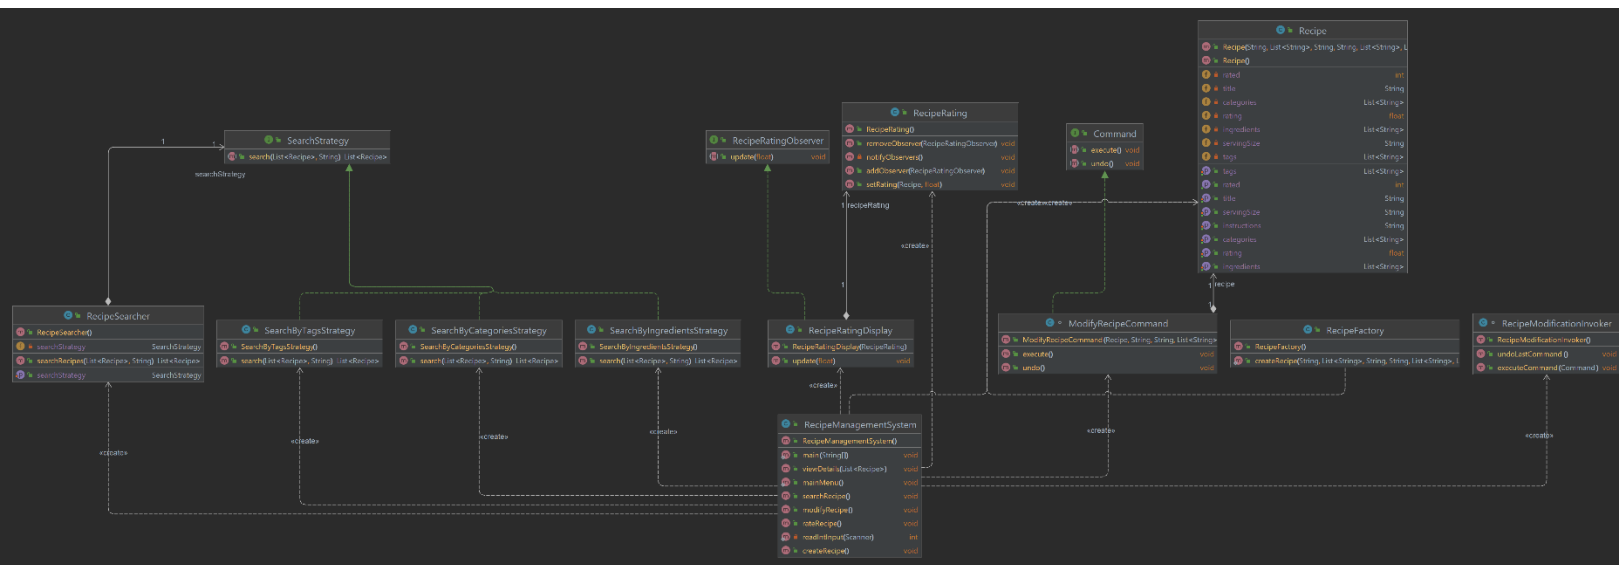 Recipe
Recipe(String, List<String>, String, String, List<String>, L
Recipe()
rated int
title String
categories List<String>
rating float
ingredients List<String>
servingSize String
tags List<String>
tags List<String>
rated int
title String
servingSize String
instructions String
categories List<String>
rating float
ingredients List<String>
1 recipe
1
RecipeRating
RecipeRating()
removeObserver(RecipeRatingObserver) void
notifyObservers() void
addObserver(RecipeRatingObserver) void
setRating(Recipe, float) void
1 recipeRating
1
Command
execute() void
undo() void
SearchStrategy
search(List<Recipe>, String) List<Recipe>
1
1
searchStrategy
RecipeRatingObserver
update(float) void
«create»«create»
«create»
RecipeSearcher
RecipeSearcher()
searchStrategy SearchStrategy
searchRecipes(List<Recipe>, String) List<Recipe>
searchStrategy SearchStrategy
SearchByTagsStrategy
SearchByTagsStrategy()
search(List<Recipe>, String) List<Recipe>
SearchByCategoriesStrategy
SearchByCategoriesStrategy()
search(List<Recipe>, String) List<Recipe>
SearchByIngredientsStrategy
SearchByIngredientsStrategy()
search(List<Recipe>, String) List<Recipe>
RecipeRatingDisplay
RecipeRatingDisplay(RecipeRating)
update(float) void
ModifyRecipeCommand
ModifyRecipeCommand(Recipe, String, String, List<String>
execute() void
undo() void
RecipeFactory
RecipeFactory()
createRecipe(String, List<String>, String, String, List<String>, L
RecipeModificationInvoker
RecipeModificationInvoker()
undoLastCommand() void
executeCommand(Command) void
«create»
«create»
«create»
«create»
«create»
«create»
«create»
RecipeManagementSystem
RecipeManagementSystem()
main(String[]) void
viewDetails(List<Recipe>) void
mainMenu() void
searchRecipe() void
modifyRecipe() void
rateRecipe() void
readIntInput(Scanner) int
createRecipe() void